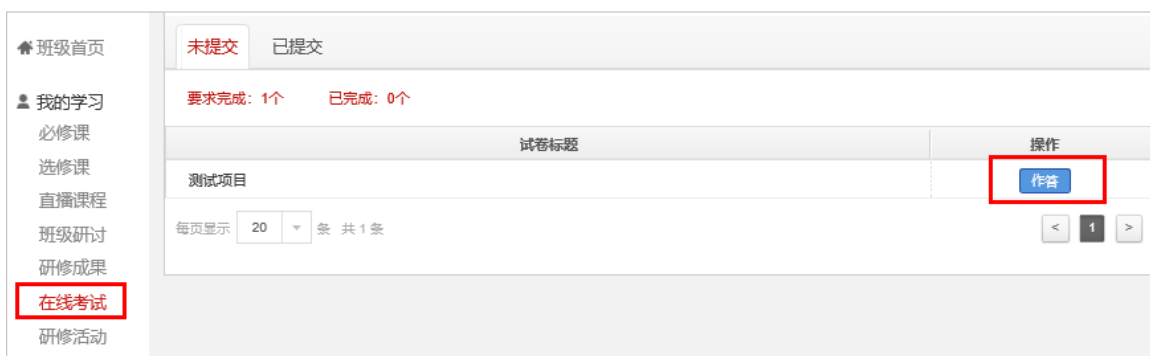 班级首页
我的学习
必修课
选修课
直播课程
班级研讨
研修成果
在线考试
研修活动
未提交 已提交
要求完成：1个 已完成：0个
试卷标题 操作
测试项目 作答
每页显示 20 条 共1条 < 1 >